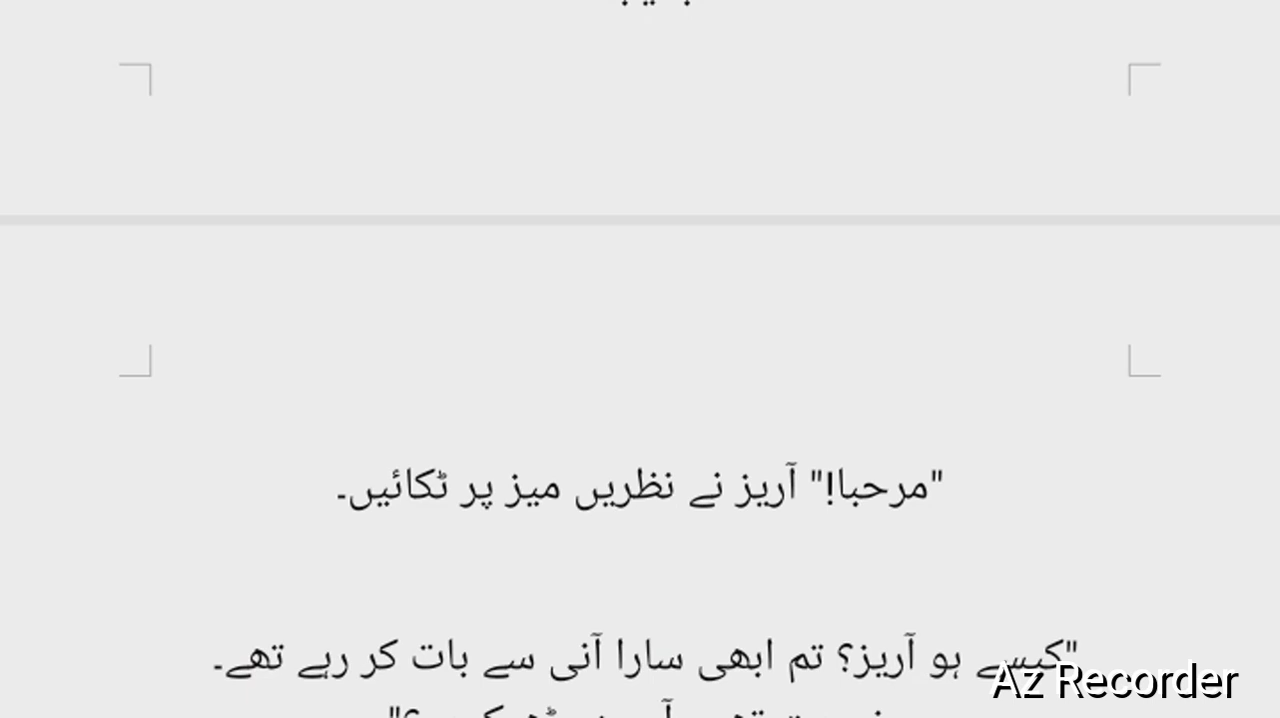 "مرحبا!" آریز نے نظریں میز پر ٹکائیں۔
"کیسے ہو آریز؟ تم ابھی سارا آنی سے بات کر رہے تھے۔
Az Recorder